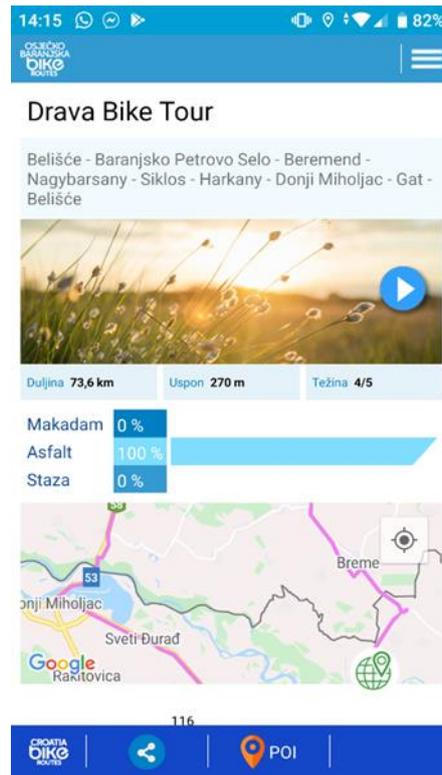 14:15
82%
OSJEČKO
BARANJSKA
bike
ROUTES
Drava Bike Tour
Belišće - Baranjsko Petrovo Selo - Beremend -
Nagybarsany - Siklos - Harkany - Donji Miholjac - Gat -
Belišće
Duljina 73,6 km
Uspon 270 m
Težina 4/5
Makadam 0 %
Asfalt 100 %
Staza 0 %
58
53
Breme
onji Miholjac
Sveti Đurađ
Google
Rakitovica
116
CROATIA
bike
ROUTES
POI